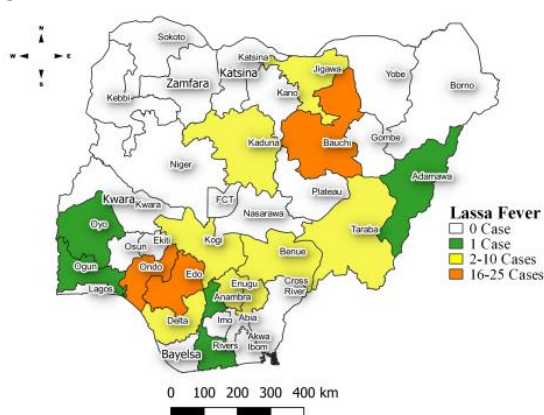 N
W E
S
Sokoto
Katsina
Jigawa
Yobe
Borno
Zamfara
Katsina
Kano
Kebbi
Gombe
Kaduna
Bauchi
Niger
Adamawa
Plateau
FCT
Kwara
Kwara
Nasarawa
Taraba
Oyo
Osun
Ekiti
Kogi
Benue
Ogun
Ondo
Edo
Enugu
Cross
River
Lagos
Anambra
Delta
Imo
Abia
Bayelsa
Rivers
Akwa
Ibom
Lassa Fever
0 Case
1 Case
2-10 Cases
16-25 Cases
0 100 200 300 400 km